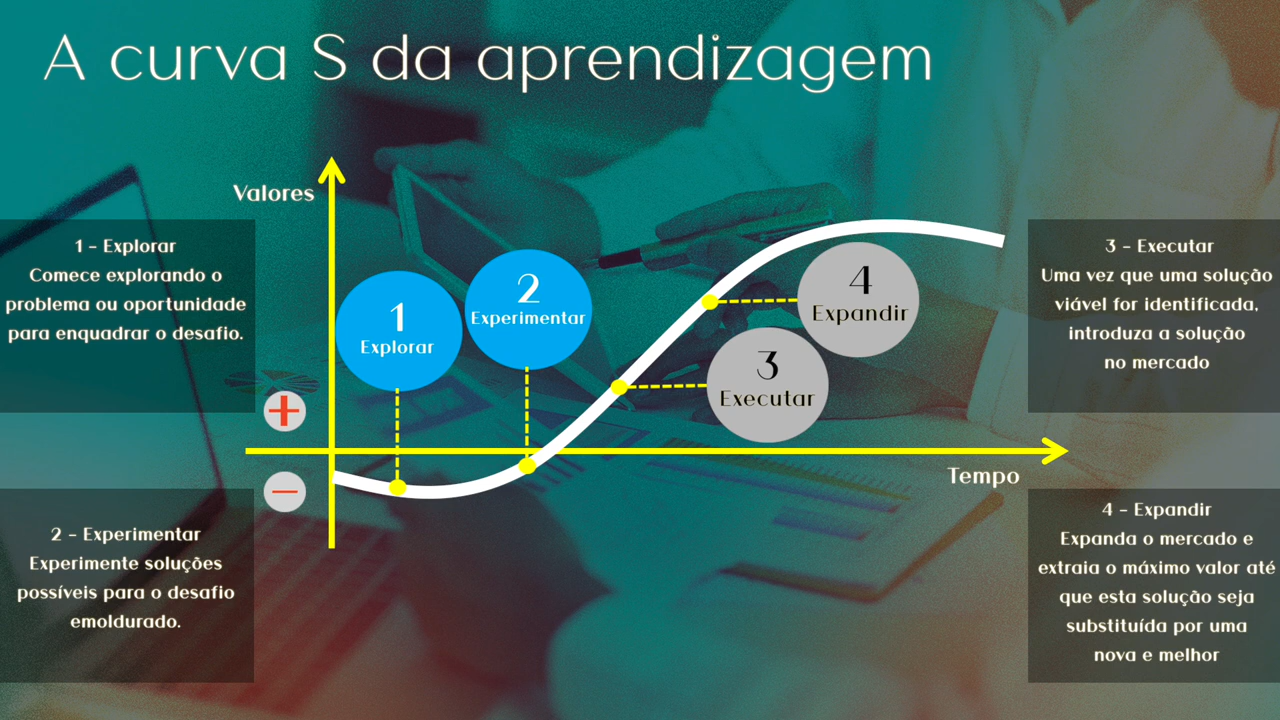 A curva S da aprendizagem
Valores
1 - Explorar
Comece explorando o
problema ou oportunidade
para enquadrar o desafio.
2 - Experimentar
Experimente soluções
possíveis para o desafio
emoldurado.
+
−
1
Explorar
2
Experimentar
3
Executar
4
Expandir
Tempo
3 - Executar
Uma vez que uma solução
viável for identificada,
introduza a solução
no mercado
4 - Expandir
Expanda o mercado e
extraia o máximo valor até
que esta solução seja
substituída por uma
nova e melhor